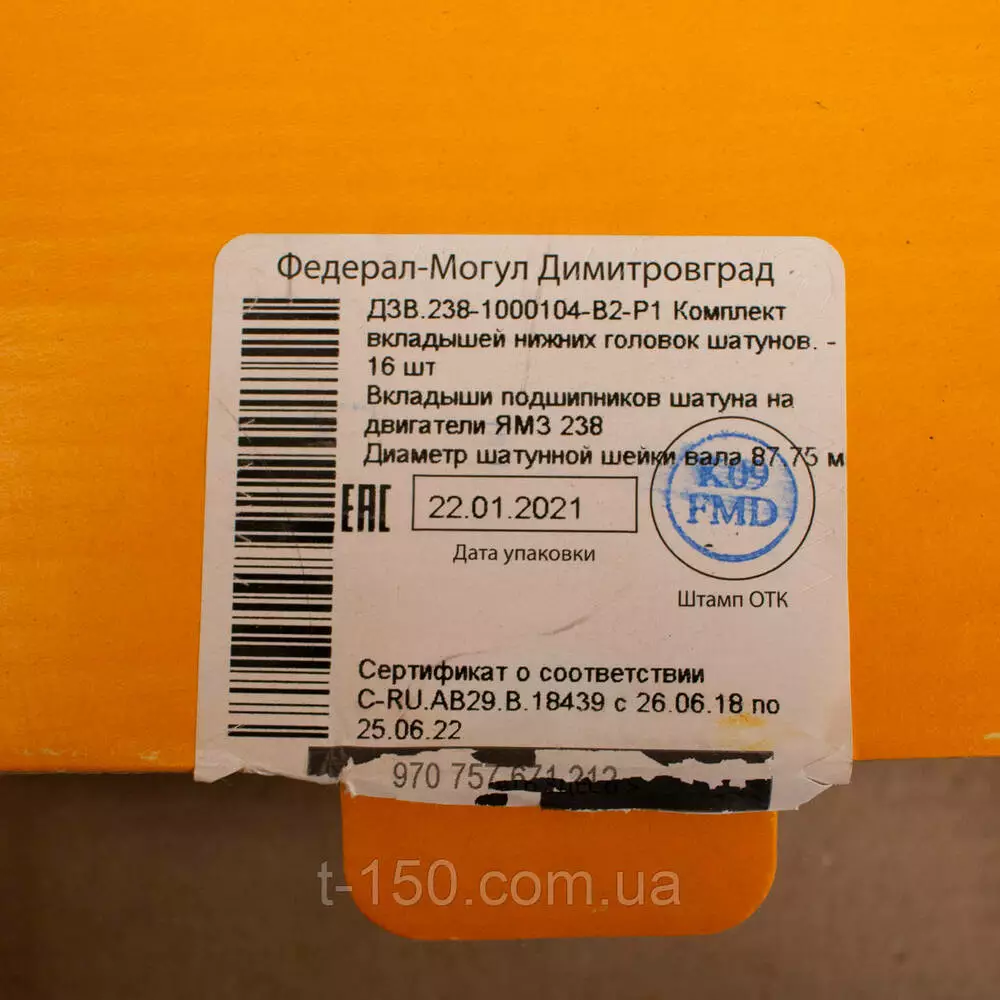 Федерал-Могул Димитровград
ДЗВ.238-1000104-В2-Р1 Комплект
вкладышей нижних головок шатунов. -
16 шт
Вкладыши подшипников шатуна на
двигатели ЯМЗ 238
Диаметр шатунной шейки вала 87.75 м
ЕАС
22.01.2021
К09
FMD
Дата упаковки
Штамп ОТК
Сертификат о соответствии
C-RU.АВ29.В.18439 с 26.06.18 по
25.06.22
970 757 671 212
t-150.com.ua